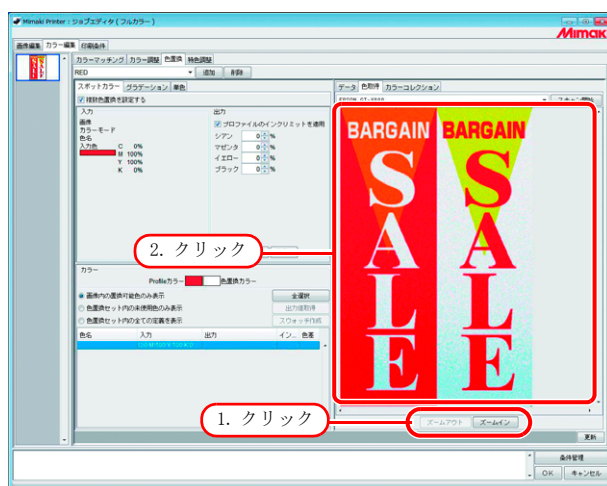 Mimaki Printer : ジョブエディタ ( フルカラー )
Mimaki
画像編集 カラー編集 印刷条件
カラーマッチング カラー調整 色置換 特色調整
RED 追加 削除
スポットカラー グラデーション 単色
データ 色取得 カラーコレクション
複数色置換を設定する
スキャン開始
入力
画像
カラーモード
色名
入力色 C 0%
M 100%
Y 100%
K 0%
出力
プロファイルのインクリミットを適用
シアン 0 %
マゼンタ 0 %
イエロー 0 %
ブラック 0 %
BARGAIN BARGAIN
SALE SALE
2. クリック
カラー
Profileカラー 色置換カラー
画像内の置換可能色のみ表示 全選択
色置換セット内の未使用色のみ表示 出力値取得
色置換セット内の全ての定義を表示 スウォッチ作成
色名 入力 出力 イン... 色差
1. クリック
ズームアウト ズームイン
更新
条件管理
OK キャンセル